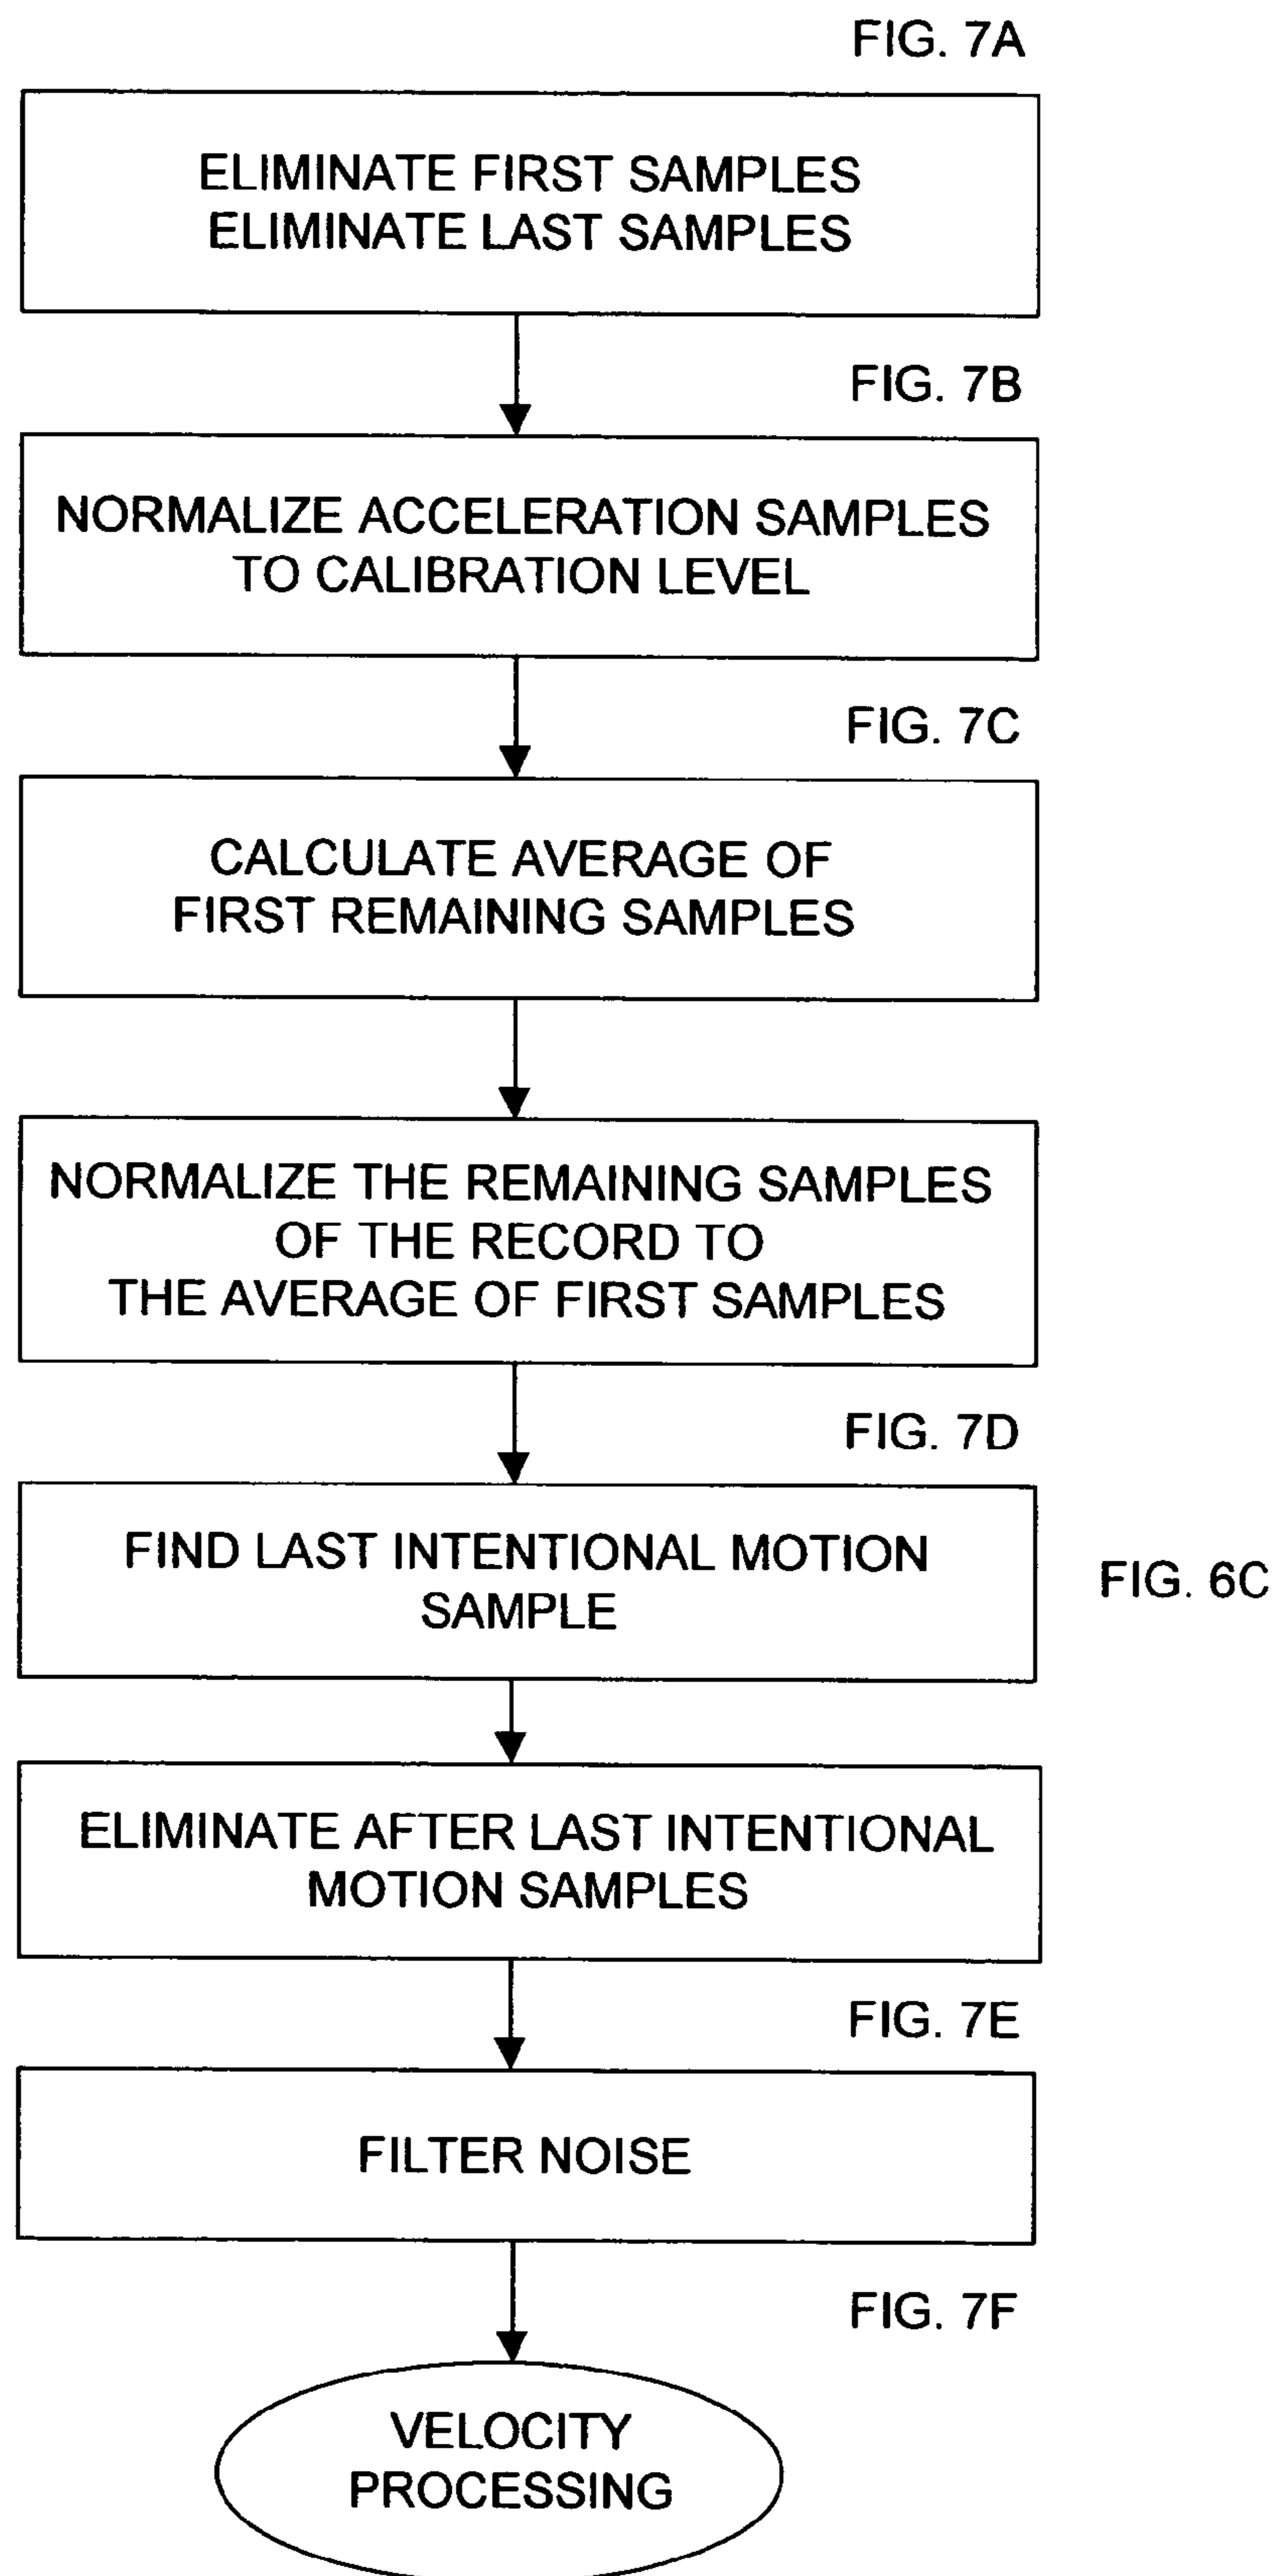 FIG. 7A
ELIMINATE FIRST SAMPLES
ELIMINATE LAST SAMPLES
FIG. 7B
NORMALIZE ACCELERATION SAMPLES
TO CALIBRATION LEVEL
FIG. 7C
CALCULATE AVERAGE OF
FIRST REMAINING SAMPLES
NORMALIZE THE REMAINING SAMPLES
OF THE RECORD TO
THE AVERAGE OF FIRST SAMPLES
FIG. 7D
FIND LAST INTENTIONAL MOTION
SAMPLE
FIG. 6C
ELIMINATE AFTER LAST INTENTIONAL
MOTION SAMPLES
FIG. 7E
FILTER NOISE
FIG. 7F
VELOCITY
PROCESSING